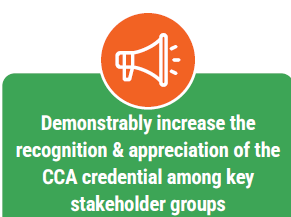 Demonstrably increase the
recognition & appreciation of the
CCA credential among key
stakeholder groups